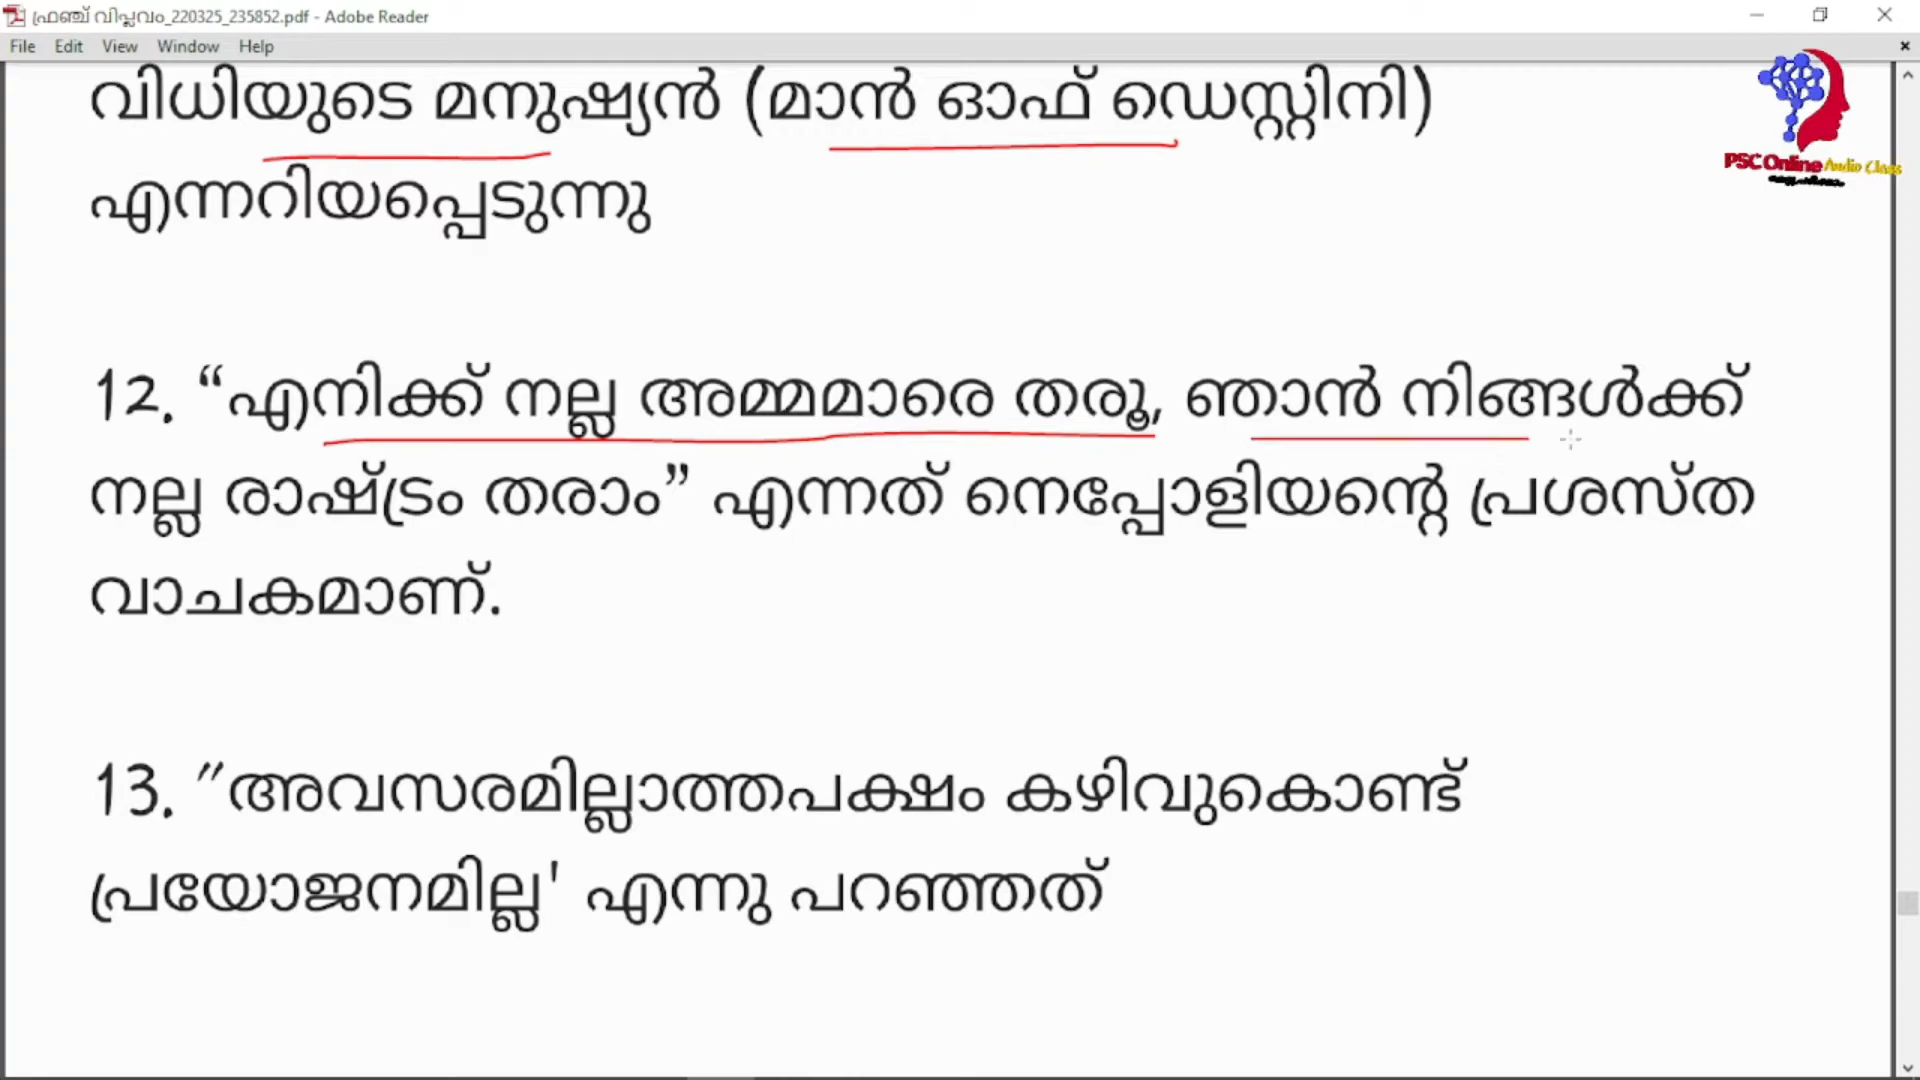 ഫ്രഞ്ച് വിപ്ലവം_220325_235852.pdf - Adobe Reader
File Edit View Window Help
വിധിയുടെ മനുഷ്യൻ (മാൻ ഓഫ് ഡെസ്റ്റിനി)
എന്നറിയപ്പെടുന്നു
PSC Online Audio Class
12. “എനിക്ക് നല്ല അമ്മമാരെ തരൂ, ഞാൻ നിങ്ങൾക്ക്
നല്ല രാഷ്ട്രം തരാം” എന്നത് നെപ്പോളിയന്റെ പ്രശസ്ത
വാചകമാണ്.
13. "അവസരമില്ലാത്തപക്ഷം കഴിവുകൊണ്ട്
പ്രയോജനമില്ല' എന്നു പറഞ്ഞത്